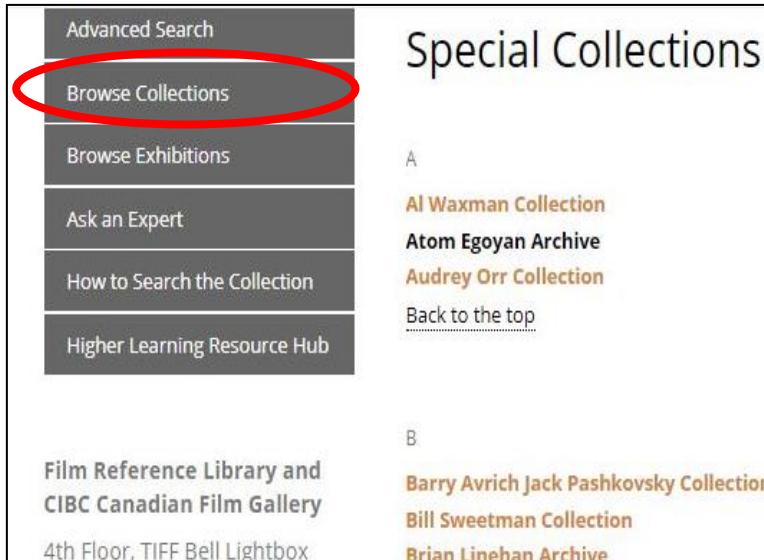 Advanced Search
Browse Collections
Browse Exhibitions
Ask an Expert
How to Search the Collection
Higher Learning Resource Hub
Film Reference Library and
CIBC Canadian Film Gallery
4th Floor, TIFF Bell Lightbox
Special Collections
A
Al Waxman Collection
Atom Egoyan Archive
Audrey Orr Collection
Back to the top
B
Barry Avrich Jack Pashkovsky Collection
Bill Sweetman Collection
Brian Linehan Archive